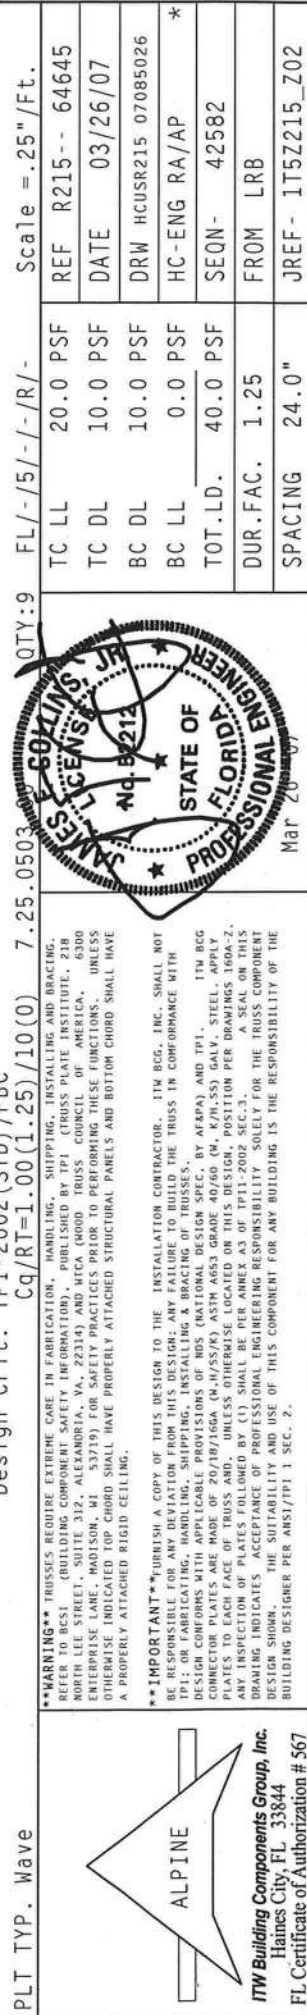 PLT TYP. Wave
TPI-2002(STD)/FBC
Cq/RT=1.00(1.25)/10(0)
7.25.0503
QTY:9
FL/-/5/-/-/R/-
Scale =.25"/Ft.
ALPINE
ITW Building Components Group, Inc.
Haines City, FL 33844
FL Certificate of Authorization # 567
**WARNING** TRUSSES REQUIRE EXTREME CARE IN FABRICATION, HANDLING, SHIPPING, INSTALLING AND BRACING.
REFER TO BCSI (BUILDING COMPONENT SAFETY INFORMATION), PUBLISHED BY TPI (TRUSS PLATE INSTITUTE, 218
NORTH LEE STREET, SUITE 312, ALEXANDRIA, VA, 22314) AND WTCA (WOOD TRUSS COUNCIL OF AMERICA, 6300
ENTERPRISE LANE, MADISON, WI 53719) FOR SAFETY PRACTICES PRIOR TO PERFORMING THESE FUNCTIONS. UNLESS
OTHERWISE INDICATED TOP CHORD SHALL HAVE PROPERLY ATTACHED STRUCTURAL PANELS AND BOTTOM CHORD SHALL HAVE
A PROPERLY ATTACHED RIGID CEILING.
**IMPORTANT**FURNISH A COPY OF THIS DESIGN TO THE INSTALLATION CONTRACTOR. ITW BCG, INC. SHALL NOT
BE RESPONSIBLE FOR ANY DEVIATION FROM THIS DESIGN; ANY FAILURE TO BUILD THE TRUSS IN CONFORMANCE WITH
TPI; OR FABRICATING, HANDLING, SHIPPING, INSTALLING & BRACING OF TRUSSES.
DESIGN CONFORMS WITH APPLICABLE PROVISIONS OF NDS (NATIONAL DESIGN SPEC, BY AF&PA) AND TPI. ITW BCG
CONNECTOR PLATES ARE MADE OF 20/18/16GA (W,H/SS/K) ASTM A653 GRADE 40/60 (W, K/H,SS) GALV. STEEL. APPLY
PLATES TO EACH FACE OF TRUSS AND, UNLESS OTHERWISE LOCATED ON THIS DESIGN, POSITION PER DRAWINGS 160A-Z.
ANY INSPECTION OF PLATES FOLLOWED BY (1) SHALL BE PER ANNEX A3 OF TPI1-2002 SEC.3. A SEAL ON THIS
DRAWING INDICATES ACCEPTANCE OF PROFESSIONAL ENGINEERING RESPONSIBILITY SOLELY FOR THE TRUSS COMPONENT
DESIGN SHOWN. THE SUITABILITY AND USE OF THIS COMPONENT FOR ANY BUILDING IS THE RESPONSIBILITY OF THE
BUILDING DESIGNER PER ANSI/TPI 1 SEC. 2.
JAMES F. COLLINS JR
LICENSE
STATE OF
FLORIDA
PROFESSIONAL ENGINEER
Mar 07
TC LL 20.0 PSF
TC DL 10.0 PSF
BC DL 10.0 PSF
BC LL 0.0 PSF
TOT.LD. 40.0 PSF
DUR.FAC. 1.25
SPACING 24.0"
REF R215-- 64645
DATE 03/26/07
DRW HCUSR215 07085026
HC-ENG RA/AP *
SEQN- 42582
FROM LRB
JREF- 1T5Z215_Z02